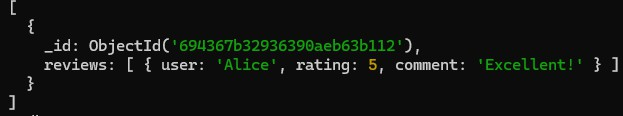 [
  {
    _id: ObjectId('694367b32936390aeb63b112'),
    reviews: [ { user: 'Alice', rating: 5, comment: 'Excellent!' } ]
  }
]